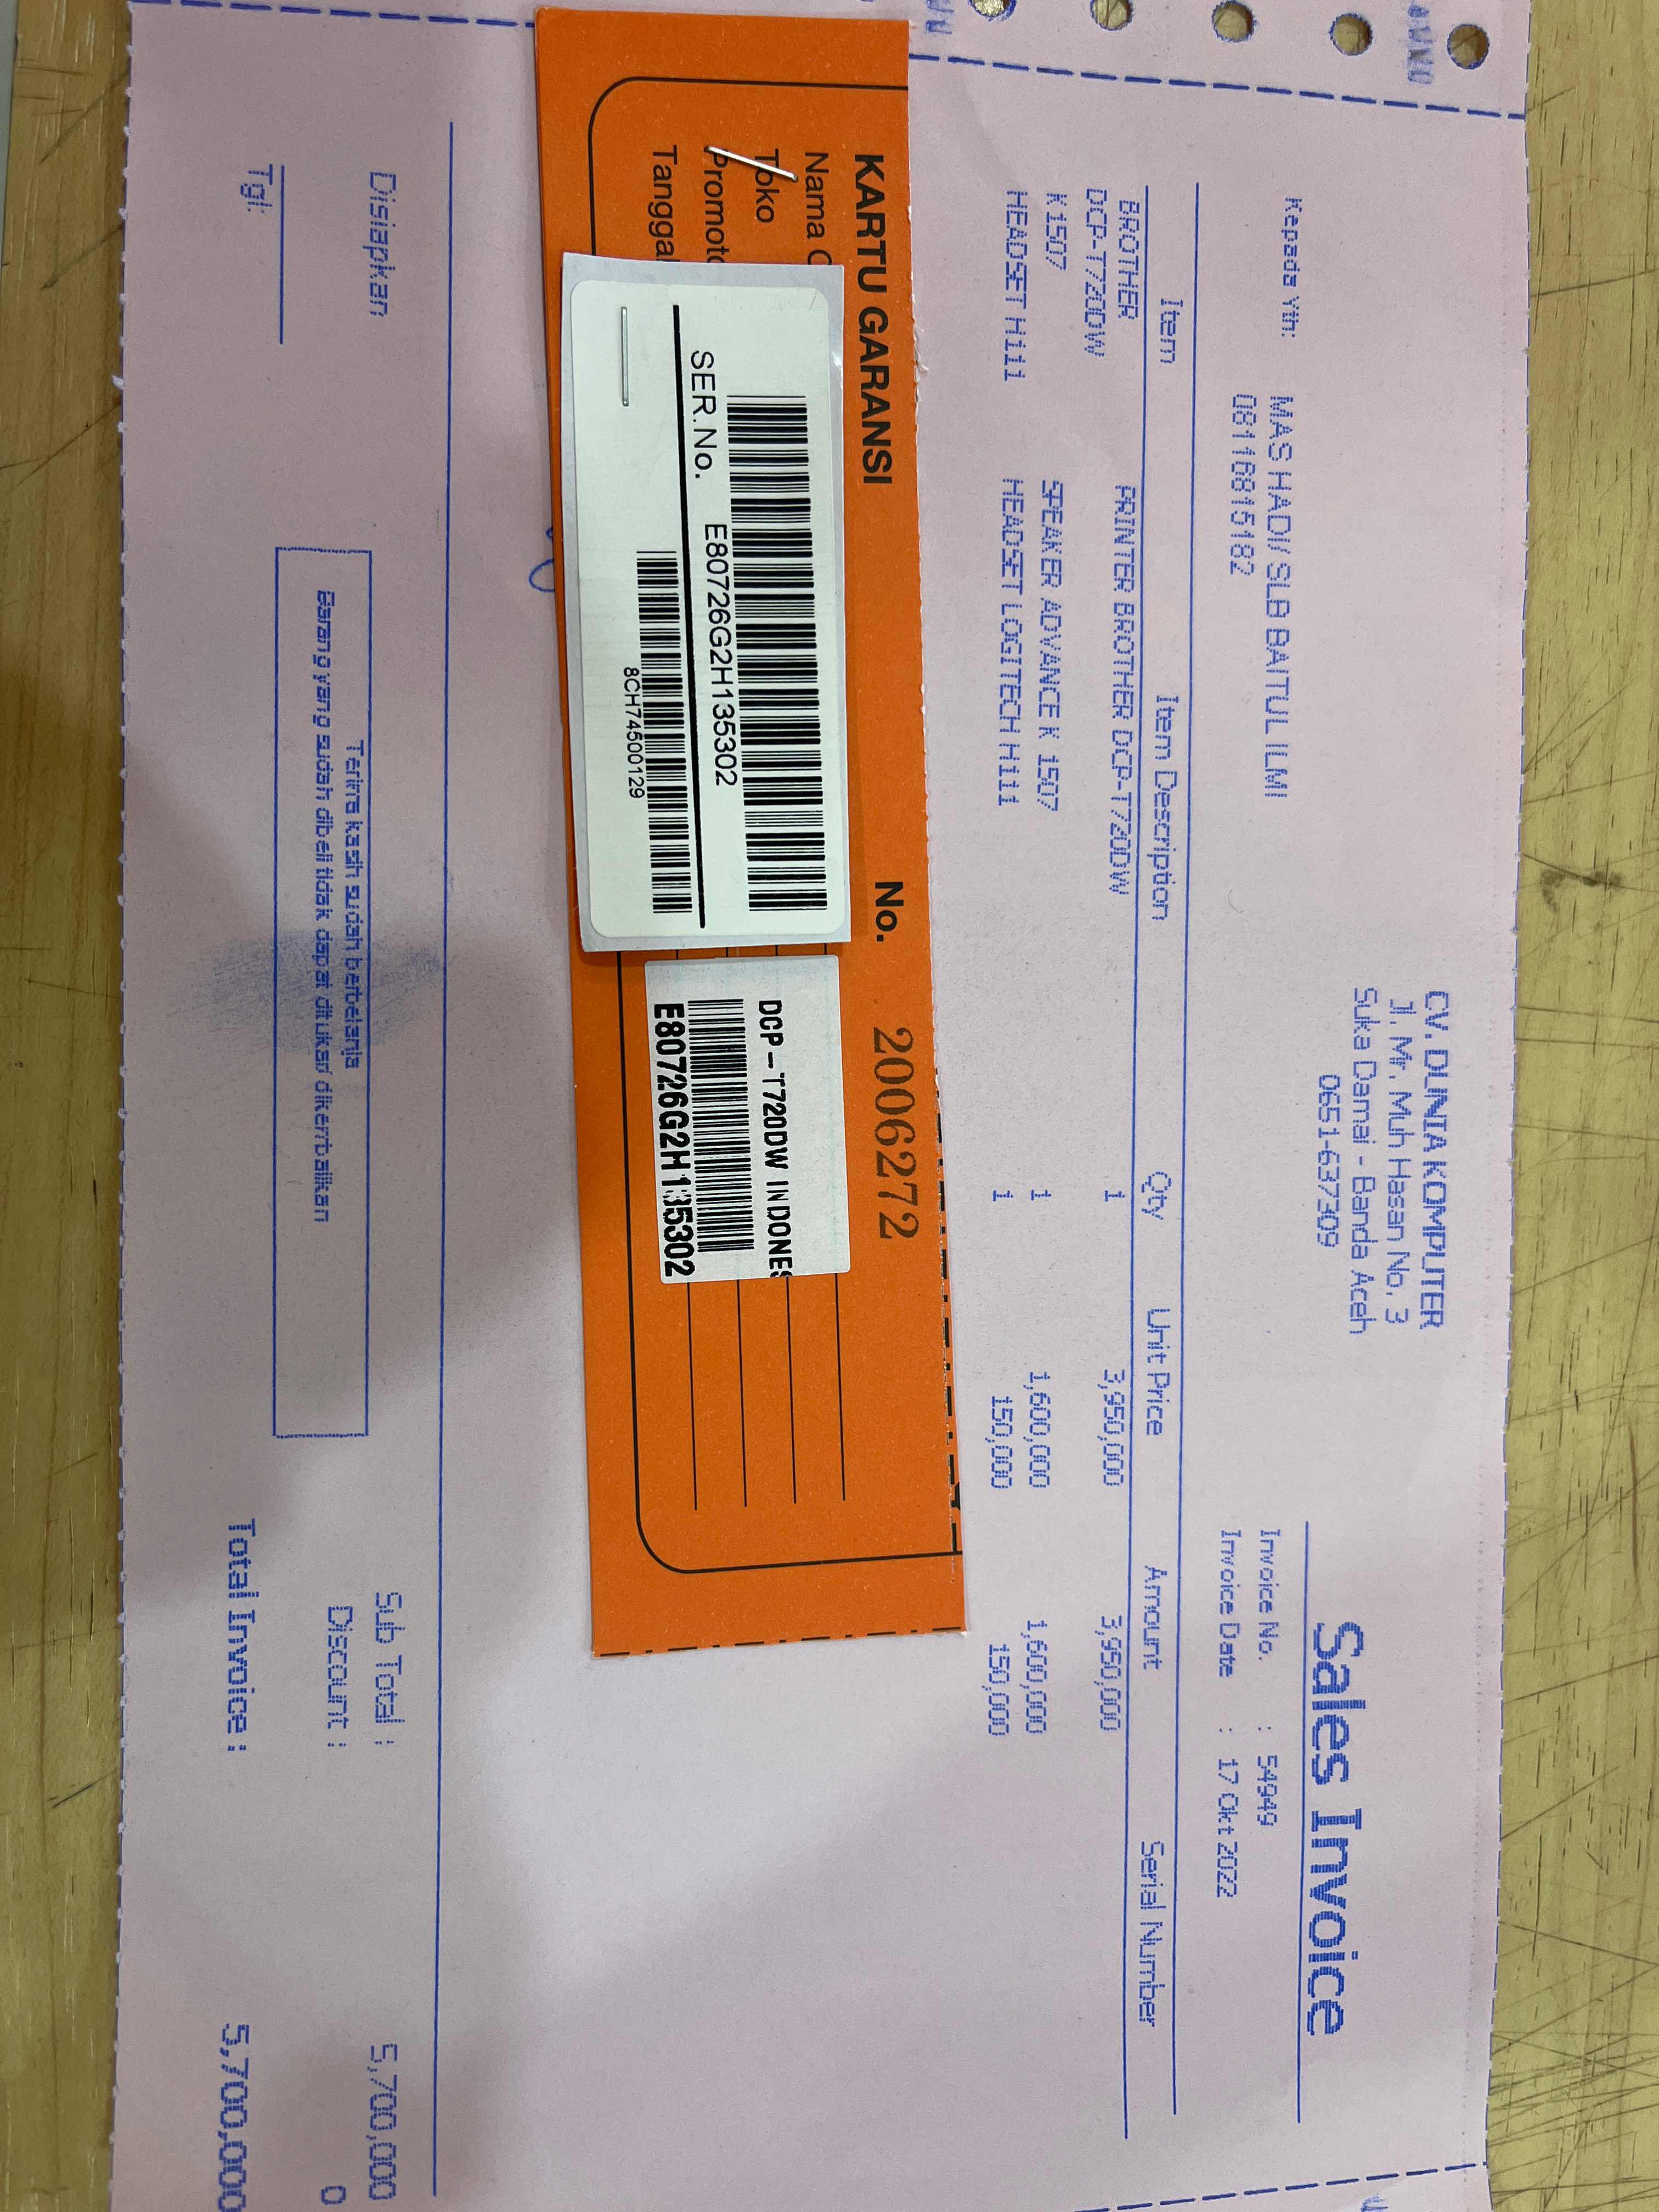 CV. DUNIA KOMPUTER
Jl. Mr. Muh Hasan No. 3
Suka Damai - Banda Aceh
0651-637309
Sales Invoice
Kepada Yth: MAS HADI/ SLB BAITUL ILMI
08116815182
Invoice No. : 54949
Invoice Date : 17 Okt 2022
Item Item Description Qty Unit Price Amount Serial Number
BROTHER PRINTER BROTHER DCP-T720DW 1 3,950,000 3,950,000
DCP-T720DW
K1507 SPEAKER ADVANCE K 1507 1 1,600,000 1,600,000
HEADSET H111 HEADSET LOGITECH H111 1 150,000 150,000
KARTU GARANSI No. 2006272
Nama
Toko
Tanggal
SER.No. E80726G2H135302
8CH74500129
DCP-T720DW
E80726G2H135302
Disiapkan
Tgl:
Terima kasih sudah berbelanja
Barang yang sudah dibeli tidak dapat ditukar/ dikembalikan
Sub Total : 5,700,000
Discount : 0
Total Invoice : 5,700,000